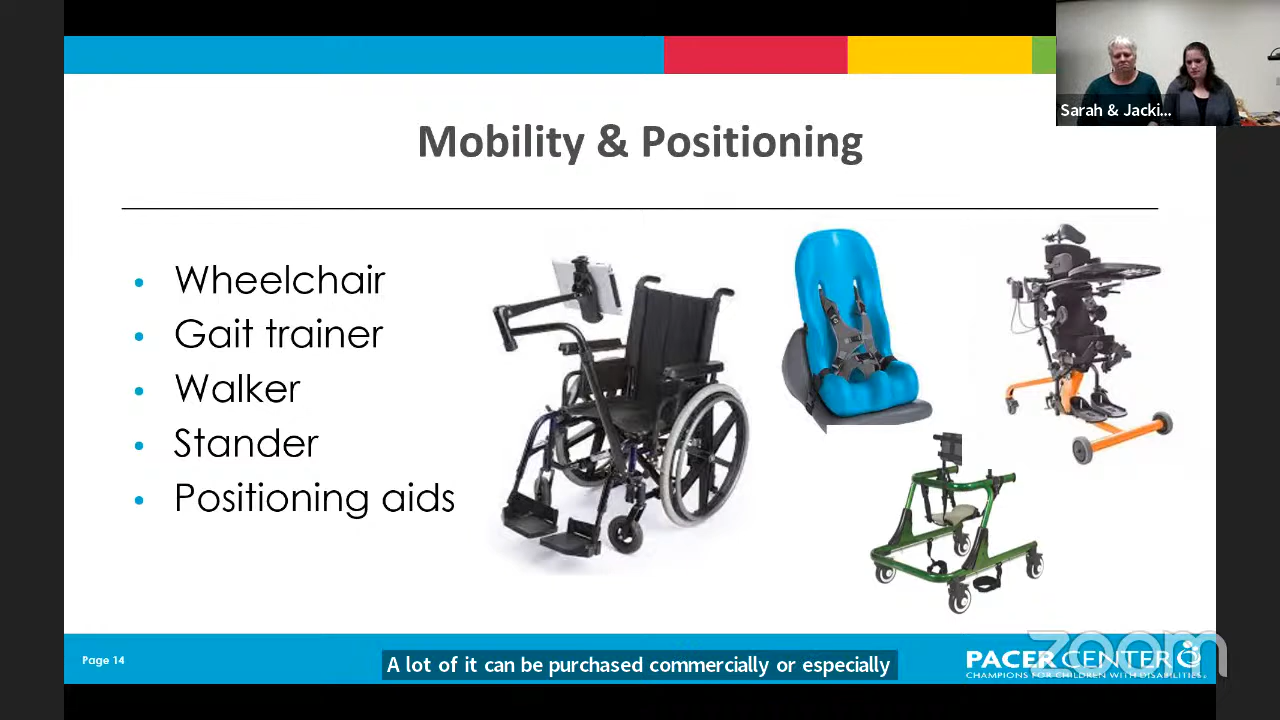 Sarah & Jacki...
Mobility & Positioning
• Wheelchair
• Gait trainer
• Walker
• Stander
• Positioning aids
Page 14
A lot of it can be purchased commercially or especially
PACER CENTER
CHAMPIONS FOR CHILDREN WITH DISABILITIES.
zoom